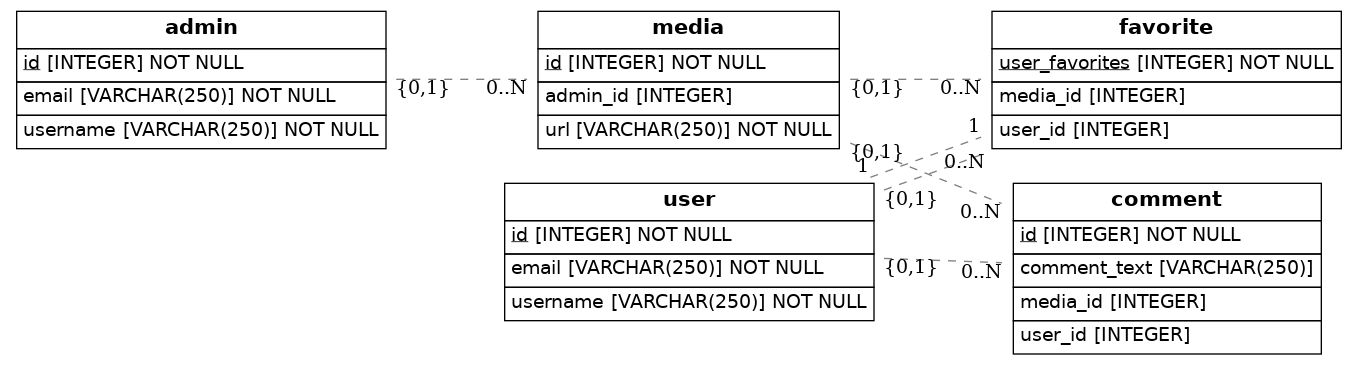 admin
id [INTEGER] NOT NULL
email [VARCHAR(250)] NOT NULL
username [VARCHAR(250)] NOT NULL
{0,1}
0..N
media
id [INTEGER] NOT NULL
admin_id [INTEGER]
url [VARCHAR(250)] NOT NULL
{0,1}
0..N
favorite
user_favorites [INTEGER] NOT NULL
media_id [INTEGER]
user_id [INTEGER]
1
{0,1}
1
0..N
user
id [INTEGER] NOT NULL
email [VARCHAR(250)] NOT NULL
username [VARCHAR(250)] NOT NULL
{0,1}
0..N
{0,1}
0..N
comment
id [INTEGER] NOT NULL
comment_text [VARCHAR(250)]
media_id [INTEGER]
user_id [INTEGER]